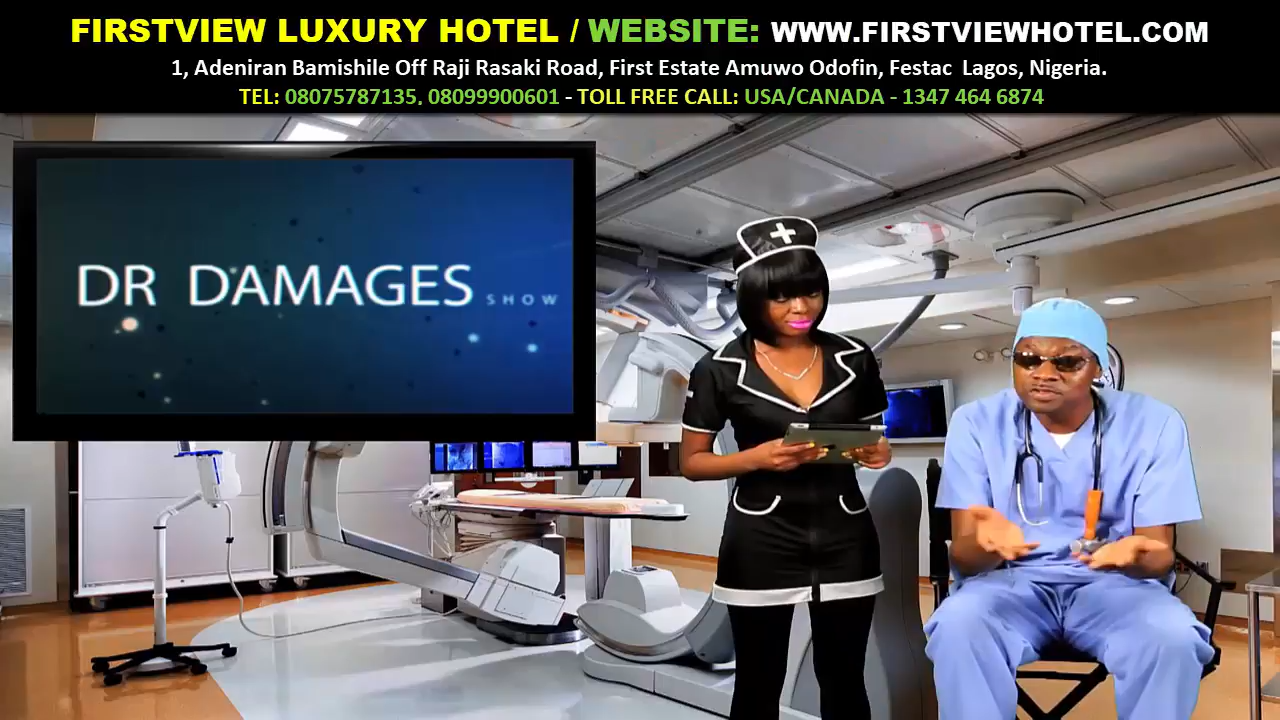 FIRSTVIEW LUXURY HOTEL / WEBSITE: WWW.FIRSTVIEWHOTEL.COM
1, Adeniran Bamishile Off Raji Rasaki Road, First Estate Amuwo Odofin, Festac Lagos, Nigeria.
TEL: 08075787135, 08099900601 - TOLL FREE CALL: USA/CANADA - 1347 464 6874
DR DAMAGES SHOW